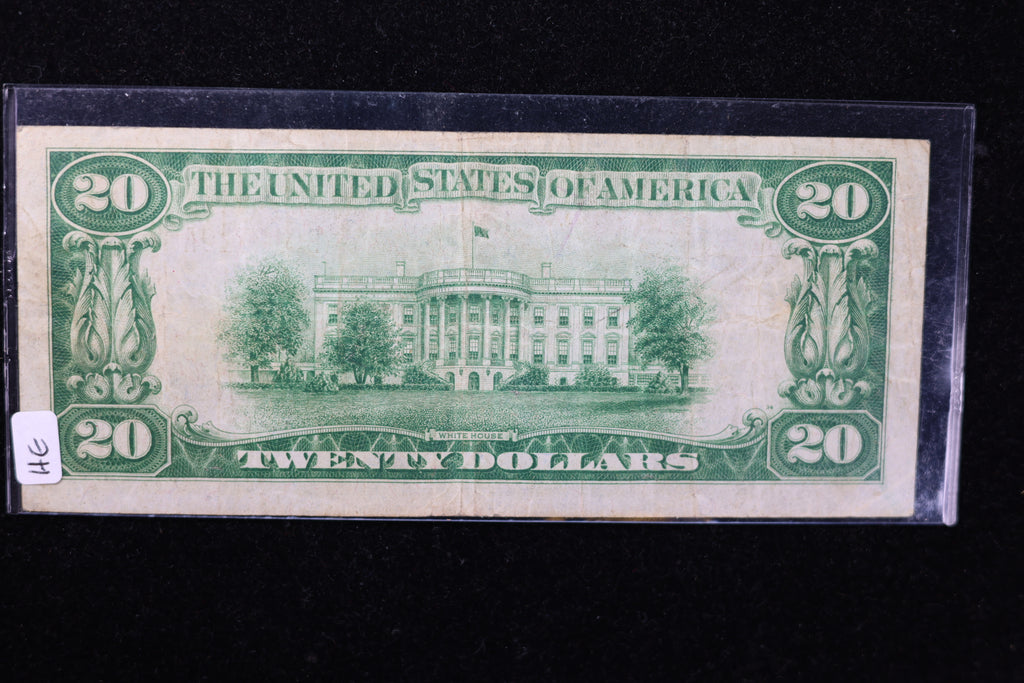 20 THE UNITED STATES OF AMERICA 20
20 WHITE HOUSE 20
TWENTY DOLLARS
HE